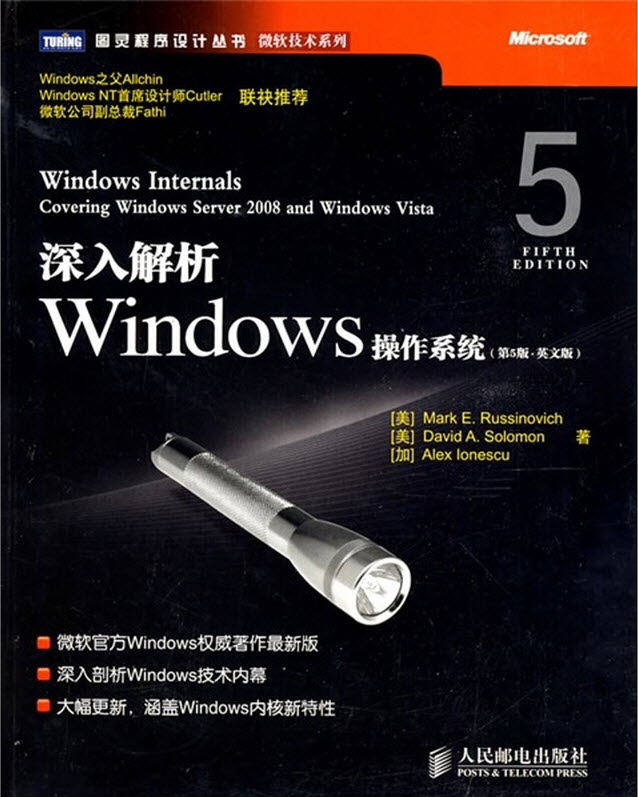 TURING 图灵程序设计丛书 微软技术系列
Microsoft
Windows之父Allchin
Windows NT首席设计师Cutler
微软公司副总裁Fathi
联袂推荐
Windows Internals
Covering Windows Server 2008 and Windows Vista
5
FIFTH
EDITION
深入解析
Windows 操作系统(第5版·英文版)
[美] Mark E. Russinovich
[美] David A. Solomon
[加] Alex Ionescu
著
微软官方Windows权威著作最新版
深入剖析Windows技术内幕
大幅更新，涵盖Windows内核新特性
人民邮电出版社
POSTS & TELECOM PRESS